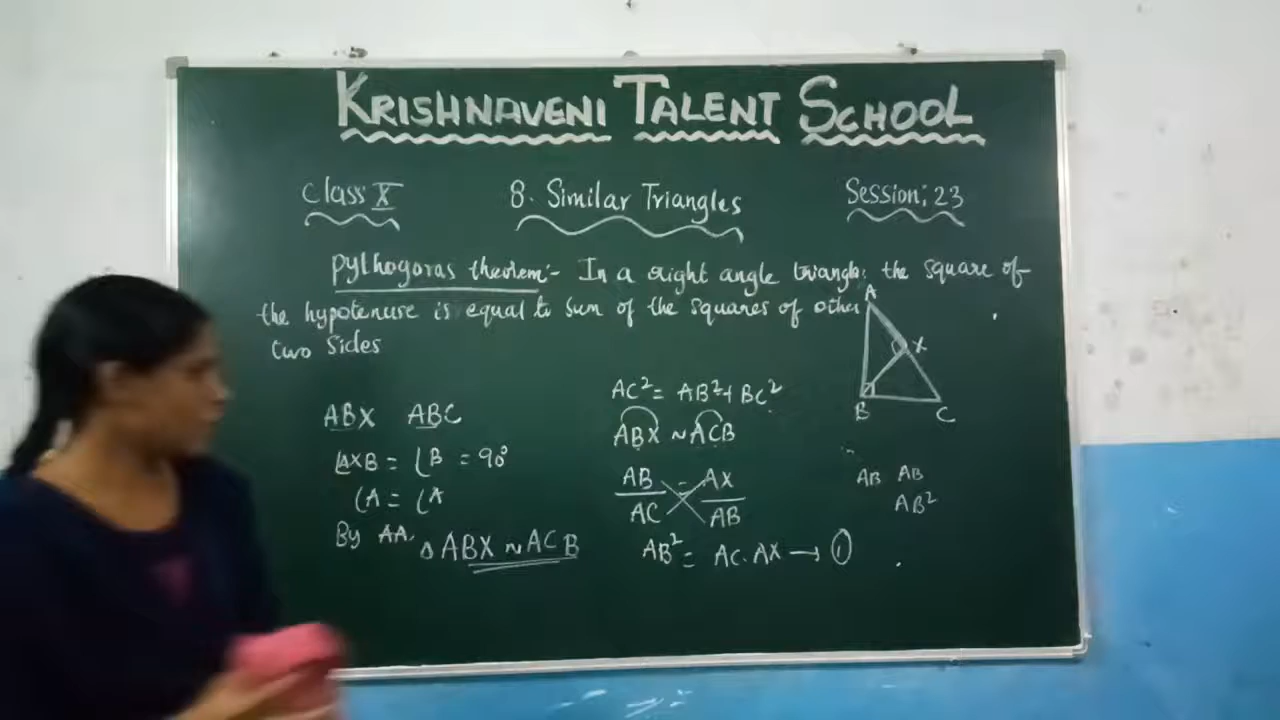 KRISHNAVENI TALENT SCHOOL
Class X 8. Similar Triangles Session: 23
Pythogoras theorem:- In a right angle triangle: the square of
the hypotenuse is equal to sum of the squares of other
two sides
A
X
B
C
ABX ABC
∠AXB = ∠B = 90°
∠A = ∠A
By AA.
△ABX ~ ACB
AC² = AB² + BC²
ABX ~ ACB
AB/AC = AX/AB
AB² = AC. AX → ①
AB AB
AB²